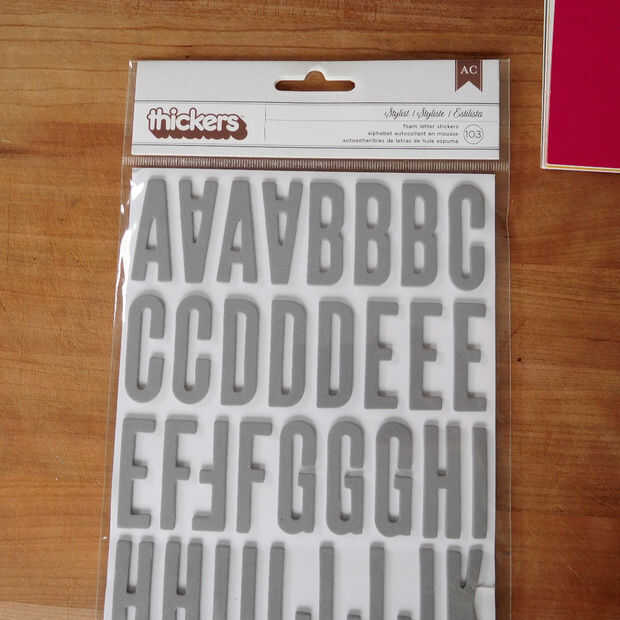 AC
thickers
Stylist / Styliste / Estilista
foam letter stickers
alphabet autocollant en mousse
autoadheribles de letras de hule espuma
103
AAAABBBC
CCDDDEEE
EFFFGGGHI